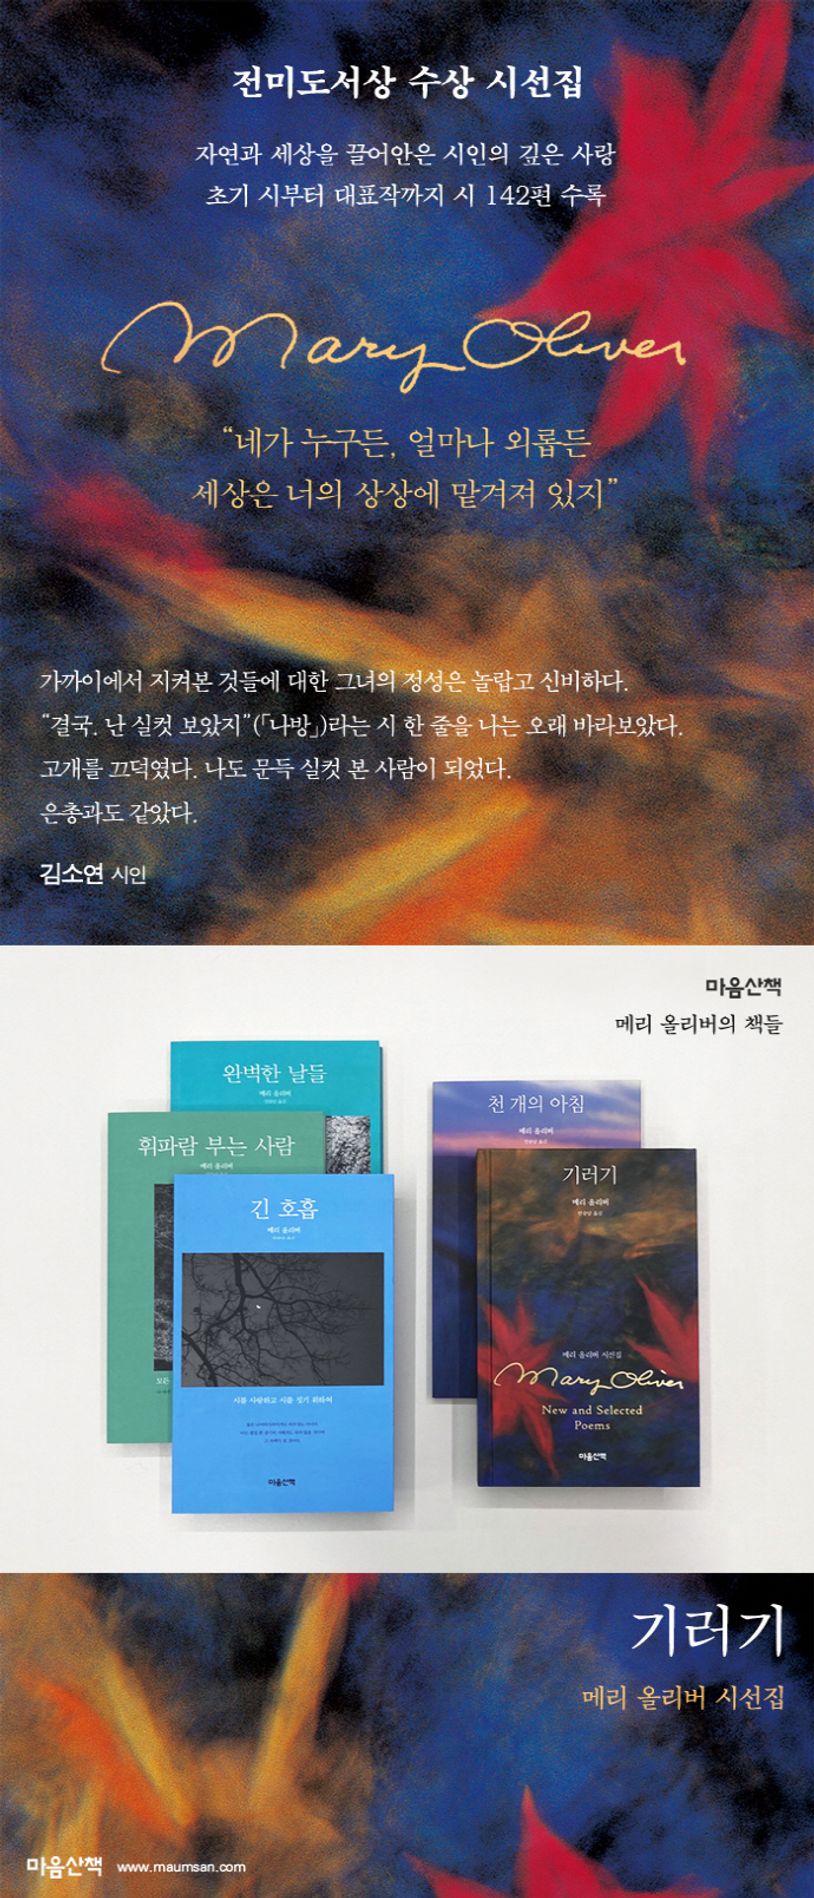 전미도서상 수상 시선집
자연과 세상을 끌어안은 시인의 깊은 사랑
초기 시부터 대표작까지 시 142편 수록
Mary Oliver
“네가 누구든, 얼마나 외롭든
세상은 너의 상상에 맡겨져 있지”
가까이에서 지켜본 것들에 대한 그녀의 정성은 놀랍고 신비하다.
“결국. 난 실컷 보았지”(「나방」)라는 시 한 줄을 나는 오래 바라보았다.
고개를 끄덕였다. 나도 문득 실컷 본 사람이 되었다.
은총과도 같았다.
김소연 시인
마음산책
메리 올리버의 책들
완벽한 날들
메리 올리버
휘파람 부는 사람
메리 올리버
긴 호흡
메리 올리버
시를 사랑하고 시를 짓기 위하여
마음산책
천 개의 아침
메리 올리버
기러기
메리 올리버
메리 올리버 시선집
Mary Oliver
New and Selected
Poems
마음산책
기러기
메리 올리버 시선집
마음산책 www.maumsan.com